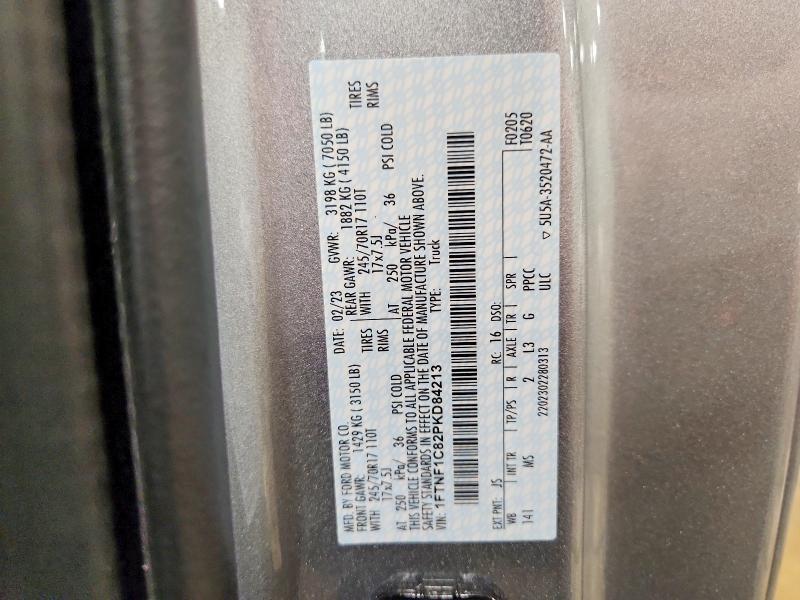 MFD. BY FORD MOTOR CO.
DATE: 02/23 GVWR: 3198 KG ( 7050 LB)
FRONT GAWR: 1429 KG ( 3150 LB) REAR GAWR: 1882 KG ( 4150 LB)
WITH 245/70R17 110T TIRES WITH 245/70R17 110T TIRES
17x7.5J RIMS 17x7.5J RIMS
AT 250 kPa/ 36 PSI COLD AT 250 kPa/ 36 PSI COLD
THIS VEHICLE CONFORMS TO ALL APPLICABLE FEDERAL MOTOR VEHICLE
SAFETY STANDARDS IN EFFECT ON THE DATE OF MANUFACTURE SHOWN ABOVE.
VIN: 1FTNF1C82PKD84213 TYPE: Truck
EXT PNT: JS RC: 16 DSO: F0205
WB INT TR TP/PS R AXLE TR SPR T0620
141 MS 2 L3 G PPCC
2202302280313 ULC ▽ 5U5A-3520472-AA